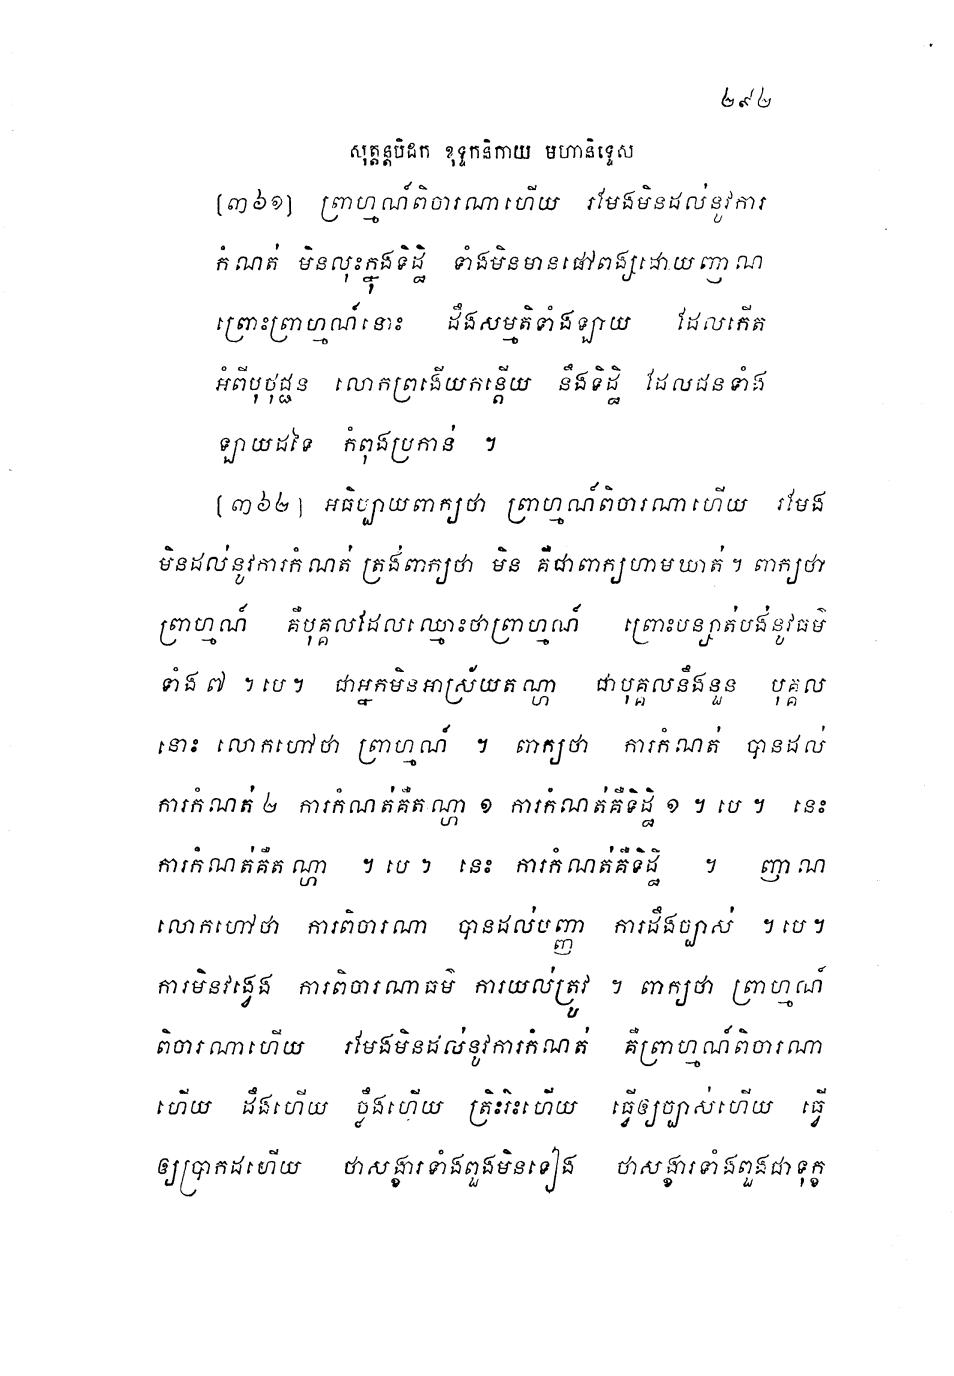 ២៩២
សុត្តន្តបិដក ខុទ្ទកនិកាយ មហានិទ្ទេស
[៣៦១] ព្រាហ្មណ៍ពិចារណាហើយ រមែងមិនដល់នូវការ
កំណត់ មិនលុះក្នុងទិដ្ឋិ ទាំងមិនមានផៅពង្សដោយញាណ
ព្រោះព្រាហ្មណ៍នោះ ដឹងសម្មតិទាំងឡាយ ដែលកើត
អំពីបុថុជ្ជន លោកព្រងើយកន្តើយ នឹងទិដ្ឋិ ដែលជនទាំង
ឡាយដទៃ កំពុងប្រកាន់ ។
[៣៦២] អធិប្បាយពាក្យថា ព្រាហ្មណ៍ពិចារណាហើយ រមែង
មិនដល់នូវការកំណត់ ត្រង់ពាក្យថា មិន គឺជាពាក្យហាមឃាត់ ។ ពាក្យថា
ព្រាហ្មណ៍ គឺបុគ្គលដែលឈ្មោះថាព្រាហ្មណ៍ ព្រោះបន្សាត់បង់នូវធម៌
ទាំង៧ ។បេ។ ជាអ្នកមិនអាស្រ័យតណ្ហា ជាបុគ្គលនឹងនួន បុគ្គល
នោះ លោកហៅថា ព្រាហ្មណ៍ ។ ពាក្យថា ការកំណត់ បានដល់
ការកំណត់ ២ ការកំណត់គឺតណ្ហា ១ ការកំណត់គឺទិដ្ឋិ ១ ។បេ។ នេះ
ការកំណត់គឺតណ្ហា ។បេ។ នេះ ការកំណត់គឺទិដ្ឋិ ។ ញាណ
លោកហៅថា ការពិចារណា បានដល់បញ្ញា ការដឹងច្បាស់ ។បេ។
ការមិនវង្វេង ការពិចារណាធម៌ ការយល់ត្រូវ ។ ពាក្យថា ព្រាហ្មណ៍
ពិចារណាហើយ រមែងមិនដល់នូវការកំណត់ គឺព្រាហ្មណ៍ពិចារណា
ហើយ ដឹងហើយ ថ្លឹងហើយ ត្រិះរិះហើយ ធ្វើឲ្យច្បាស់ហើយ ធ្វើ
ឲ្យប្រាកដហើយ ថាសង្ខារទាំងពួងមិនទៀង ថាសង្ខារទាំងពួងជាទុក្ខ